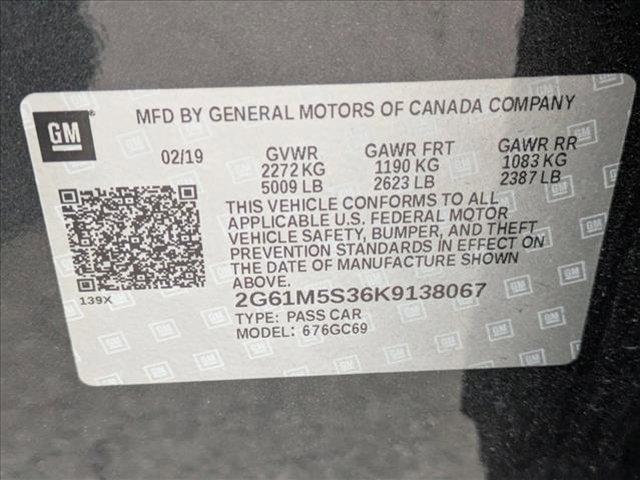 GM
MFD BY GENERAL MOTORS OF CANADA COMPANY
02/19 GVWR GAWR FRT GAWR RR
2272 KG 1190 KG 1083 KG
5009 LB 2623 LB 2387 LB
THIS VEHICLE CONFORMS TO ALL
APPLICABLE U.S. FEDERAL MOTOR
VEHICLE SAFETY, BUMPER, AND THEFT
PREVENTION STANDARDS IN EFFECT ON
THE DATE OF MANUFACTURE SHOWN
ABOVE.
139X
2G61M5S36K9138067
TYPE: PASS CAR
MODEL: 676GC69